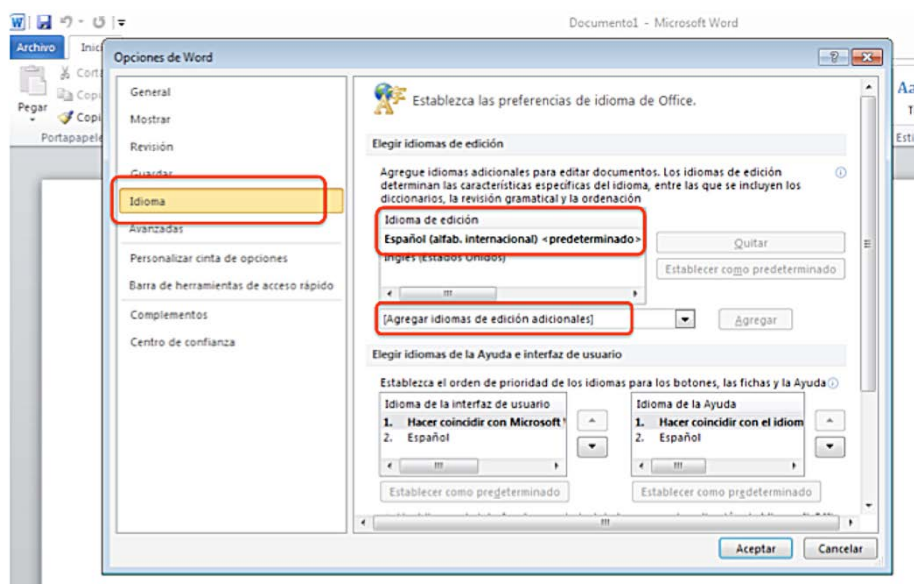 Documento1 - Microsoft Word
Archivo Inic
Opciones de Word
Pegar
Cort
Copi
Copi
Portapapele
General
Mostrar
Revisión
Guardar
Idioma
Avanzadas
Personalizar cinta de opciones
Barra de herramientas de acceso rápido
Complementos
Centro de confianza
Establezca las preferencias de idioma de Office.
Elegir idiomas de edición
Agregue idiomas adicionales para editar documentos. Los idiomas de edición
determinan las características específicas del idioma, entre las que se incluyen los
diccionarios, la revisión gramatical y la ordenación
Idioma de edición
Español (alfab. internacional) <predeterminado>
Inglés (Estados Unidos)
Quitar
Establecer como predeterminado
[Agregar idiomas de edición adicionales]
Agregar
Elegir idiomas de la Ayuda e interfaz de usuario
Establezca el orden de prioridad de los idiomas para los botones, las fichas y la Ayuda
Idioma de la interfaz de usuario
1. Hacer coincidir con Microsoft
2. Español
Establecer como predeterminado
Idioma de la Ayuda
1. Hacer coincidir con el idiom
2. Español
Establecer como predeterminado
Aceptar
Cancelar
Aa
T
Esti